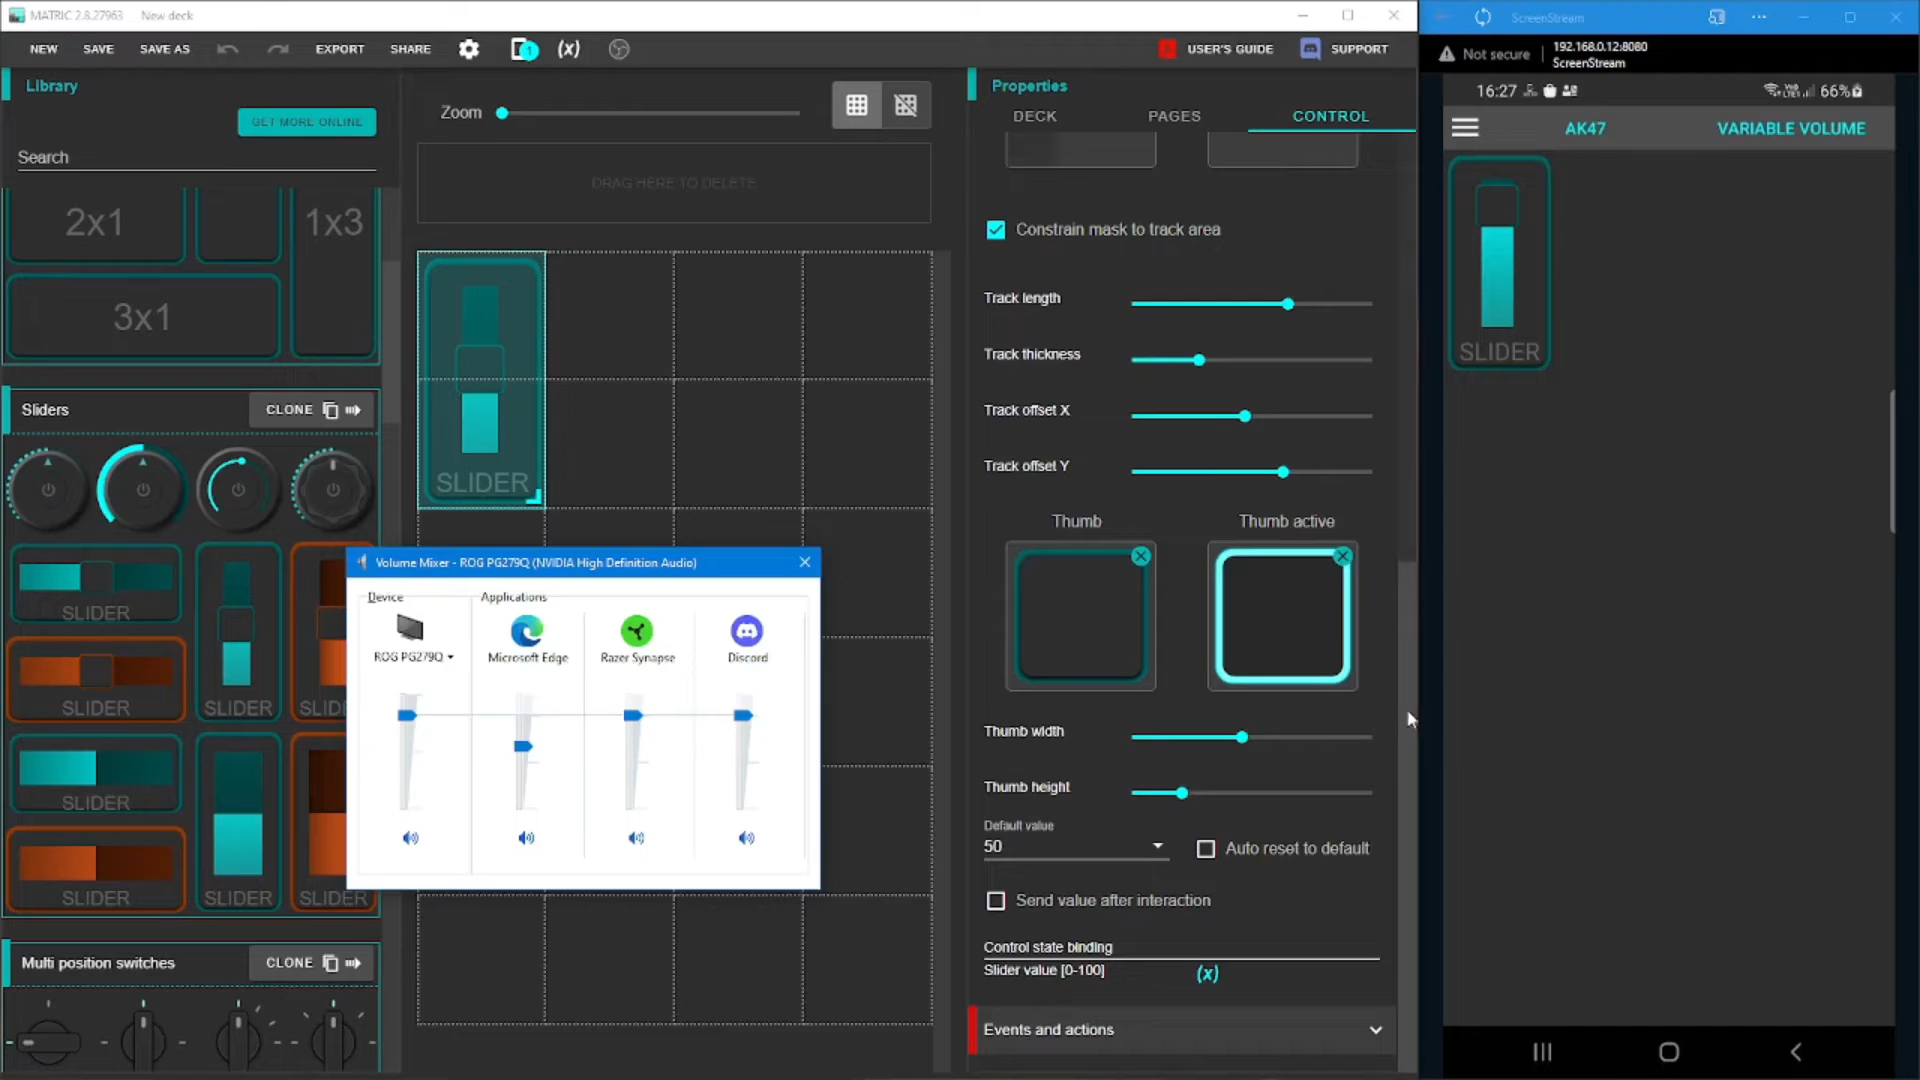 MATRIC 2.8.27963 New deck
ScreenStream
NEW SAVE SAVE AS EXPORT SHARE 1 (x) USER'S GUIDE SUPPORT
Not secure 192.168.0.12:8080
ScreenStream
16:27 66%
AK47 VARIABLE VOLUME
SLIDER
Library
GET MORE ONLINE
Search
2x1
1x3
3x1
Sliders
CLONE
SLIDER
SLIDER
SLIDER
SLID
SLIDER
SLIDER
SLIDER
SLIDER
Multi position switches
CLONE
Zoom
DRAG HERE TO DELETE
SLIDER
Volume Mixer - ROG PG279Q (NVIDIA High Definition Audio)
Device
Applications
ROG PG279Q
Microsoft Edge
Razer Synapse
Discord
Properties
DECK PAGES CONTROL
Constrain mask to track area
Track length
Track thickness
Track offset X
Track offset Y
Thumb
Thumb active
Thumb width
Thumb height
Default value
50
Auto reset to default
Send value after interaction
Control state binding
Slider value [0-100] (x)
Events and actions